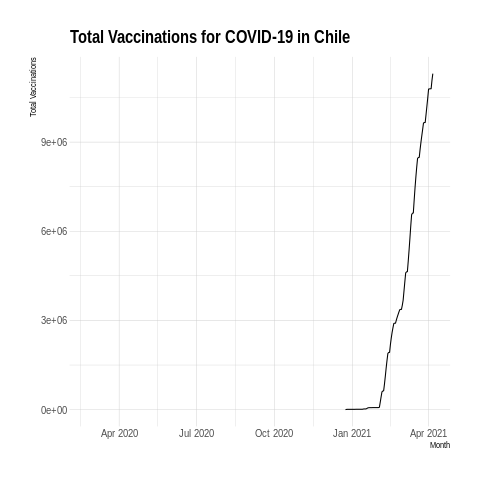 Total Vaccinations for COVID-19 in Chile
Total Vaccinations
9e+06
6e+06
3e+06
0e+00
Apr 2020 Jul 2020 Oct 2020 Jan 2021 Apr 2021
Month